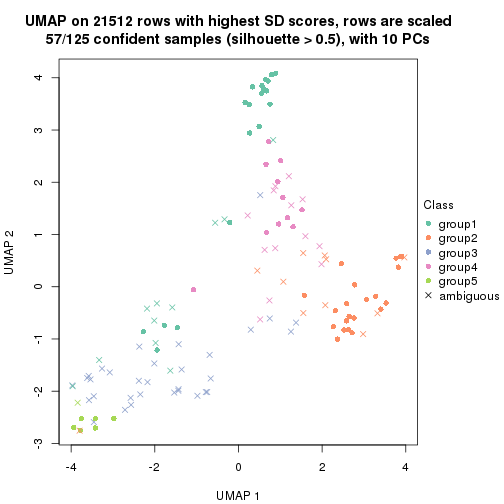 UMAP on 21512 rows with highest SD scores, rows are scaled
57/125 confident samples (silhouette > 0.5), with 10 PCs
4
3
2
1
0
-1
-2
-3
UMAP 2
-4
-2
0
2
4
UMAP 1
Class
group1
group2
group3
group4
group5
ambiguous